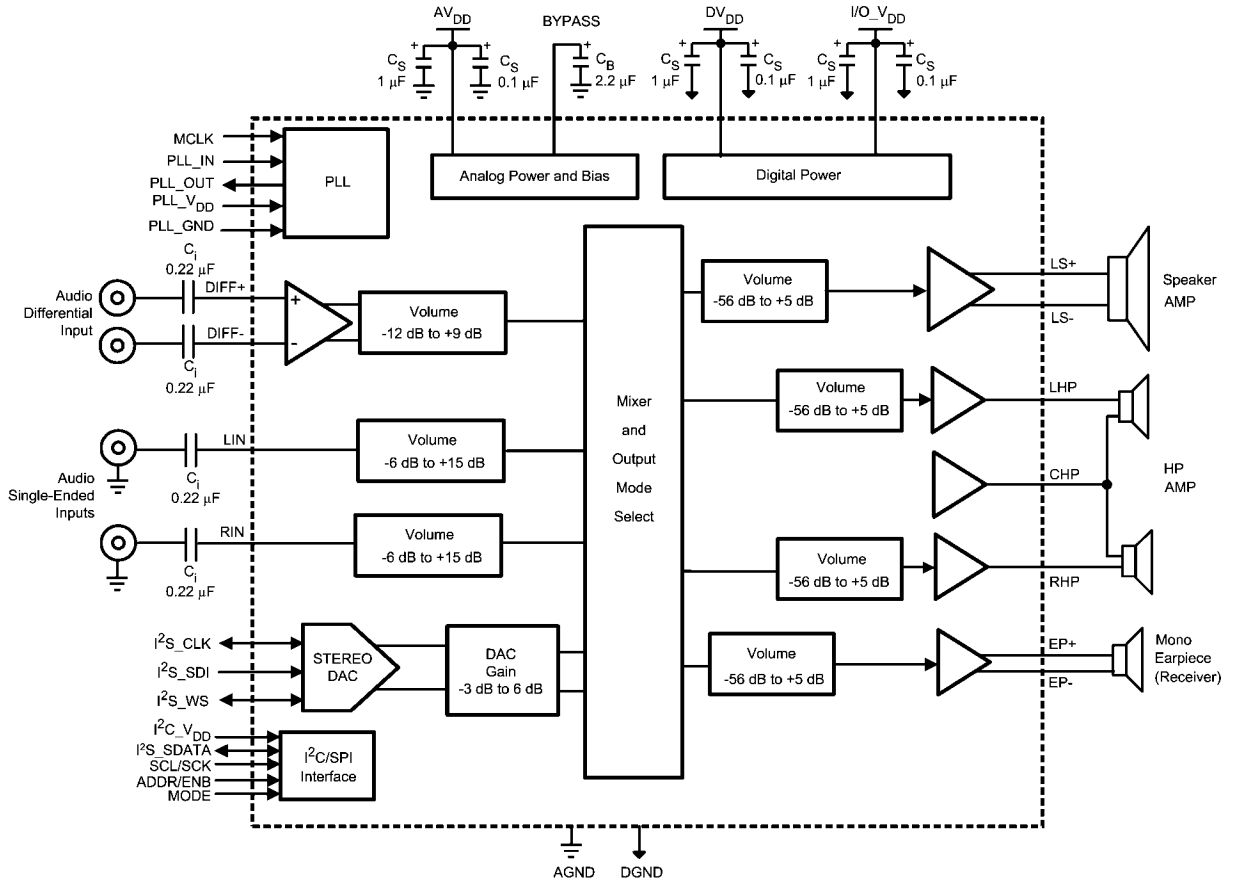 AVDD
BYPASS
DVDD
I/O_VDD
+ +
+
+ +
+ +
CS
1 μF
CS
0.1 μF
CB
2.2 μF
CS
1 μF
CS
0.1 μF
CS
1 μF
CS
0.1 μF
MCLK
PLL_IN
PLL_OUT
PLL_VDD
PLL_GND
PLL
Analog Power and Bias
Digital Power
Ci
0.22 μF
Audio
Differential
Input
DIFF+
DIFF-
+
-
Ci
0.22 μF
Volume
-12 dB to +9 dB
LIN
Ci
0.22 μF
Volume
-6 dB to +15 dB
Audio
Single-Ended
Inputs
RIN
Ci
0.22 μF
Volume
-6 dB to +15 dB
I2S_CLK
I2S_SDI
I2S_WS
STEREO
DAC
DAC
Gain
-3 dB to 6 dB
I2C_VDD
I2S_SDATA
SCL/SCK
ADDR/ENB
MODE
I2C/SPI
Interface
Mixer
and
Output
Mode
Select
Volume
-56 dB to +5 dB
LS+
LS-
Speaker
AMP
Volume
-56 dB to +5 dB
LHP
CHP
HP
AMP
Volume
-56 dB to +5 dB
RHP
Volume
-56 dB to +5 dB
EP+
EP-
Mono
Earpiece
(Receiver)
AGND
DGND